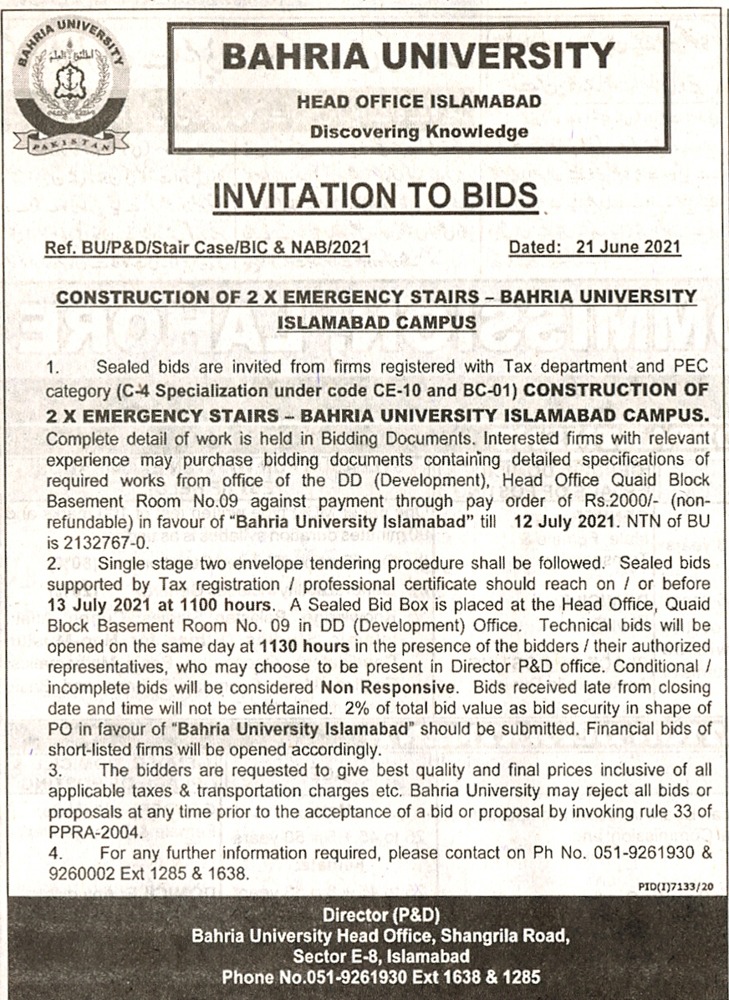 BAHRIA UNIVERSITY
PAKISTAN
BAHRIA UNIVERSITY
HEAD OFFICE ISLAMABAD
Discovering Knowledge
INVITATION TO BIDS
Ref. BU/P&D/Stair Case/BIC & NAB/2021 Dated: 21 June 2021
CONSTRUCTION OF 2 X EMERGENCY STAIRS – BAHRIA UNIVERSITY
ISLAMABAD CAMPUS
1. Sealed bids are invited from firms registered with Tax department and PEC
category (C-4 Specialization under code CE-10 and BC-01) CONSTRUCTION OF
2 X EMERGENCY STAIRS – BAHRIA UNIVERSITY ISLAMABAD CAMPUS.
Complete detail of work is held in Bidding Documents. Interested firms with relevant
experience may purchase bidding documents containing detailed specifications of
required works from office of the DD (Development), Head Office Quaid Block
Basement Room No.09 against payment through pay order of Rs.2000/- (non-
refundable) in favour of “Bahria University Islamabad” till 12 July 2021. NTN of BU
is 2132767-0.
2. Single stage two envelope tendering procedure shall be followed. Sealed bids
supported by Tax registration / professional certificate should reach on / or before
13 July 2021 at 1100 hours. A Sealed Bid Box is placed at the Head Office, Quaid
Block Basement Room No. 09 in DD (Development) Office. Technical bids will be
opened on the same day at 1130 hours in the presence of the bidders / their authorized
representatives, who may choose to be present in Director P&D office. Conditional /
incomplete bids will be considered Non Responsive. Bids received late from closing
date and time will not be entertained. 2% of total bid value as bid security in shape of
PO in favour of “Bahria University Islamabad” should be submitted. Financial bids of
short-listed firms will be opened accordingly.
3. The bidders are requested to give best quality and final prices inclusive of all
applicable taxes & transportation charges etc. Bahria University may reject all bids or
proposals at any time prior to the acceptance of a bid or proposal by invoking rule 33 of
PPRA-2004.
4. For any further information required, please contact on Ph No. 051-9261930 &
9260002 Ext 1285 & 1638.
PID(I)7133/20
Director (P&D)
Bahria University Head Office, Shangrila Road,
Sector E-8, Islamabad
Phone No.051-9261930 Ext 1638 & 1285